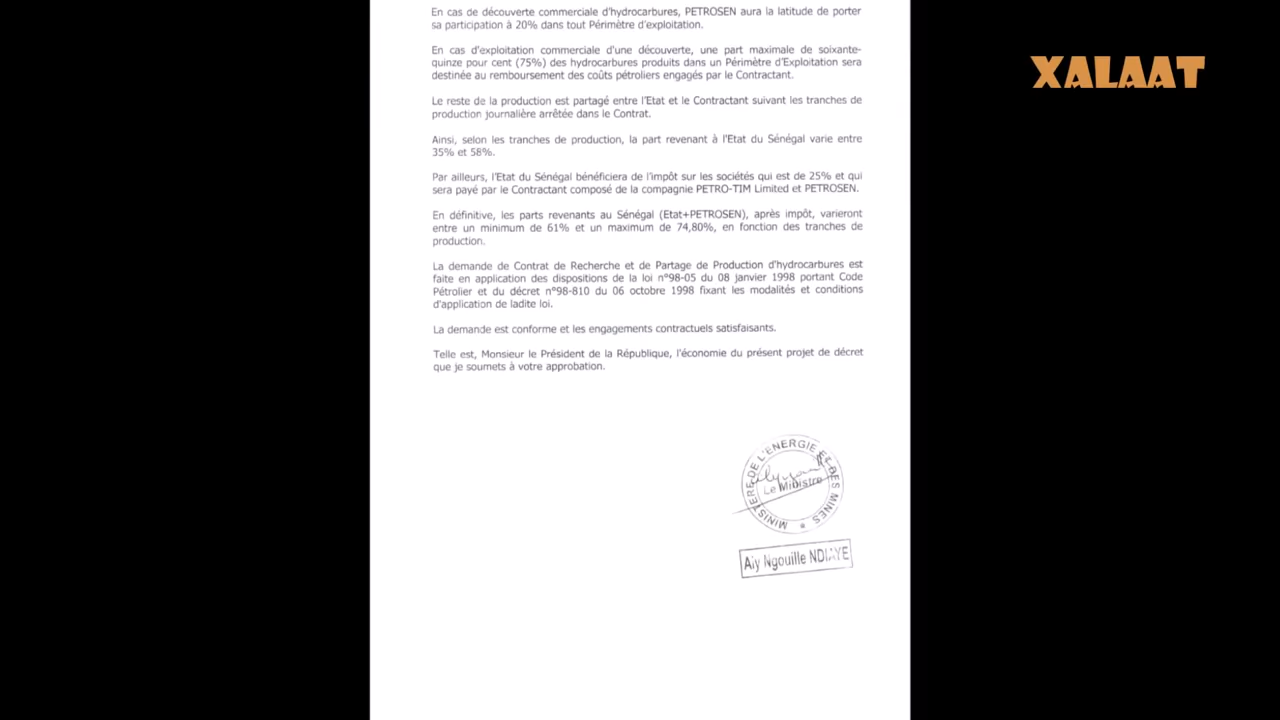 En cas de découverte commerciale d'hydrocarbures, PETROSEN aura la latitude de porter
sa participation à 20% dans tout Périmètre d'exploitation.
En cas d'exploitation commerciale d'une découverte, une part maximale de soixante-
quinze pour cent (75%) des hydrocarbures produits dans un Périmètre d'Exploitation sera
destinée au remboursement des coûts pétroliers engagés par le Contractant.
Le reste de la production est partagé entre l'Etat et le Contractant suivant les tranches de
production journalière arrêtée dans le Contrat.
Ainsi, selon les tranches de production, la part revenant à l'Etat du Sénégal varie entre
35% et 58%.
Par ailleurs, l'Etat du Sénégal bénéficiera de l'impôt sur les sociétés qui est de 25% et qui
sera payé par le Contractant composé de la compagnie PETRO-TIM Limited et PETROSEN.
En définitive, les parts revenants au Sénégal (Etat+PETROSEN), après impôt, varieront
entre un minimum de 61% et un maximum de 74,80%, en fonction des tranches de
production.
La demande de Contrat de Recherche et de Partage de Production d'hydrocarbures est
faite en application des dispositions de la loi n°98-05 du 08 janvier 1998 portant Code
Pétrolier et du décret n°98-810 du 06 octobre 1998 fixant les modalités et conditions
d'application de ladite loi.
La demande est conforme et les engagements contractuels satisfaisants.
Telle est, Monsieur le Président de la République, l'économie du présent projet de décret
que je soumets à votre approbation.
MINISTERE DE L'ENERGIE ET DES MINES
Le Ministre
Aly Ngouille NDIAYE
XALAAT